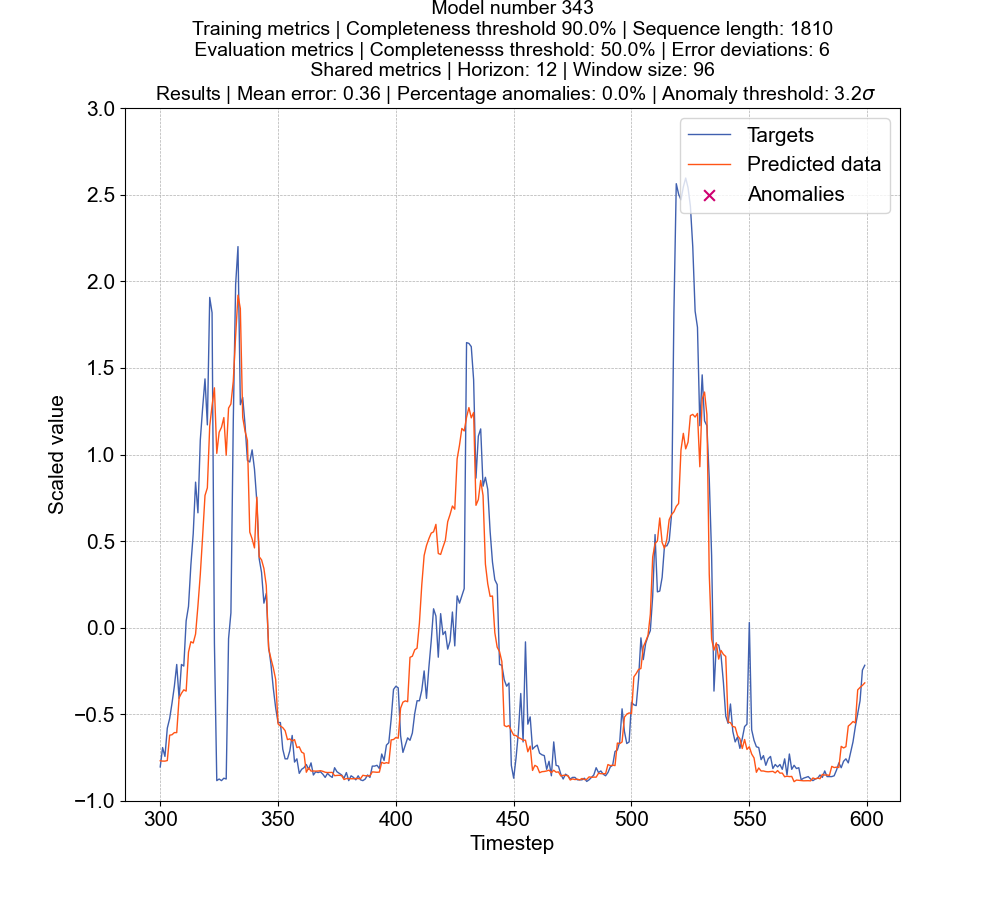 Model number 343
Training metrics | Completeness threshold 90.0% | Sequence length: 1810
Evaluation metrics | Completenesss threshold: 50.0% | Error deviations: 6
Shared metrics | Horizon: 12 | Window size: 96
Results | Mean error: 0.36 | Percentage anomalies: 0.0% | Anomaly threshold: 3.2σ
3.0
2.5
2.0
1.5
1.0
0.5
0.0
−0.5
−1.0
Scaled value
Targets
Predicted data
Anomalies
300 350 400 450 500 550 600
Timestep